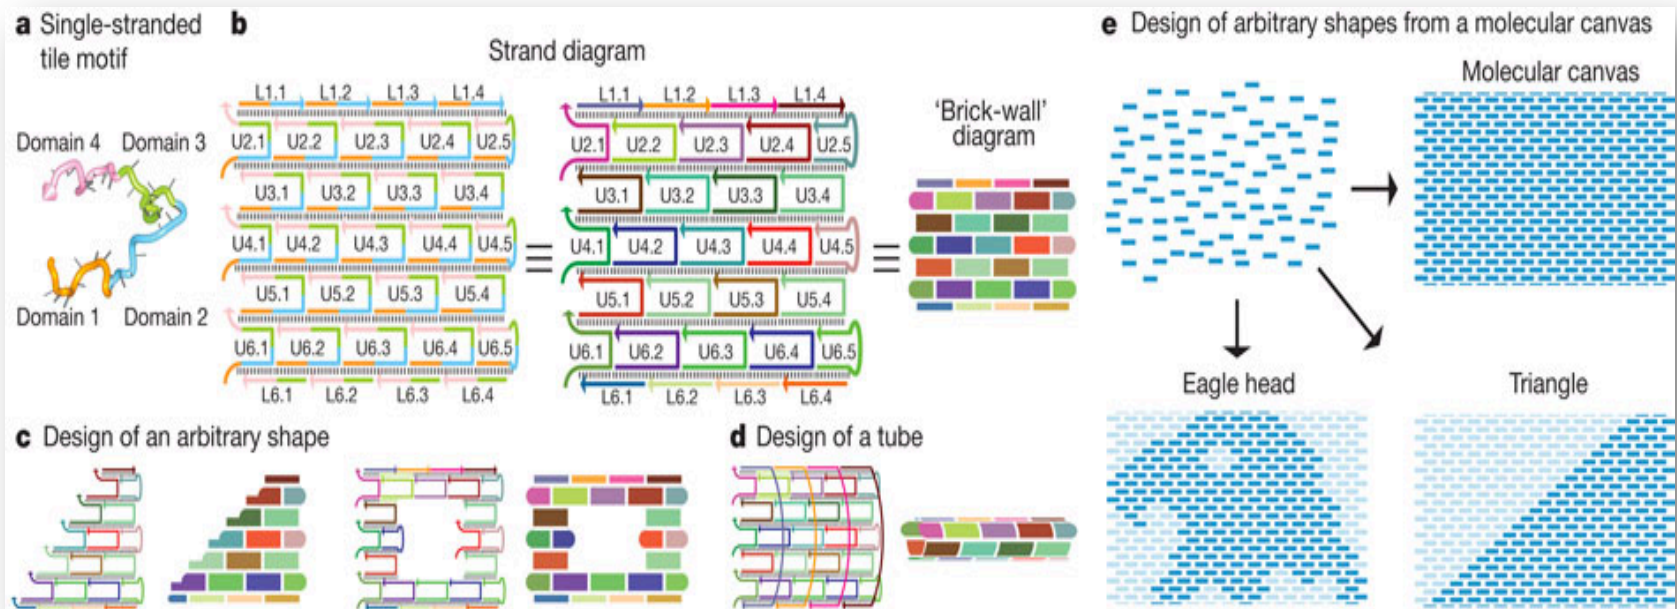 a Single-stranded
tile motif
Domain 4 Domain 3
Domain 1 Domain 2
b
Strand diagram
L1.1 L1.2 L1.3 L1.4
U2.1 U2.2 U2.3 U2.4 U2.5
U3.1 U3.2 U3.3 U3.4
U4.1 U4.2 U4.3 U4.4 U4.5
U5.1 U5.2 U5.3 U5.4
U6.1 U6.2 U6.3 U6.4 U6.5
L6.1 L6.2 L6.3 L6.4
=
L1.1 L1.2 L1.3 L1.4
U2.1 U2.2 U2.3 U2.4 U2.5
U3.1 U3.2 U3.3 U3.4
U4.1 U4.2 U4.3 U4.4 U4.5
U5.1 U5.2 U5.3 U5.4
U6.1 U6.2 U6.3 U6.4 U6.5
L6.1 L6.2 L6.3 L6.4
=
‘Brick-wall’
diagram
c Design of an arbitrary shape
d Design of a tube
e Design of arbitrary shapes from a molecular canvas
Molecular canvas
Eagle head
Triangle